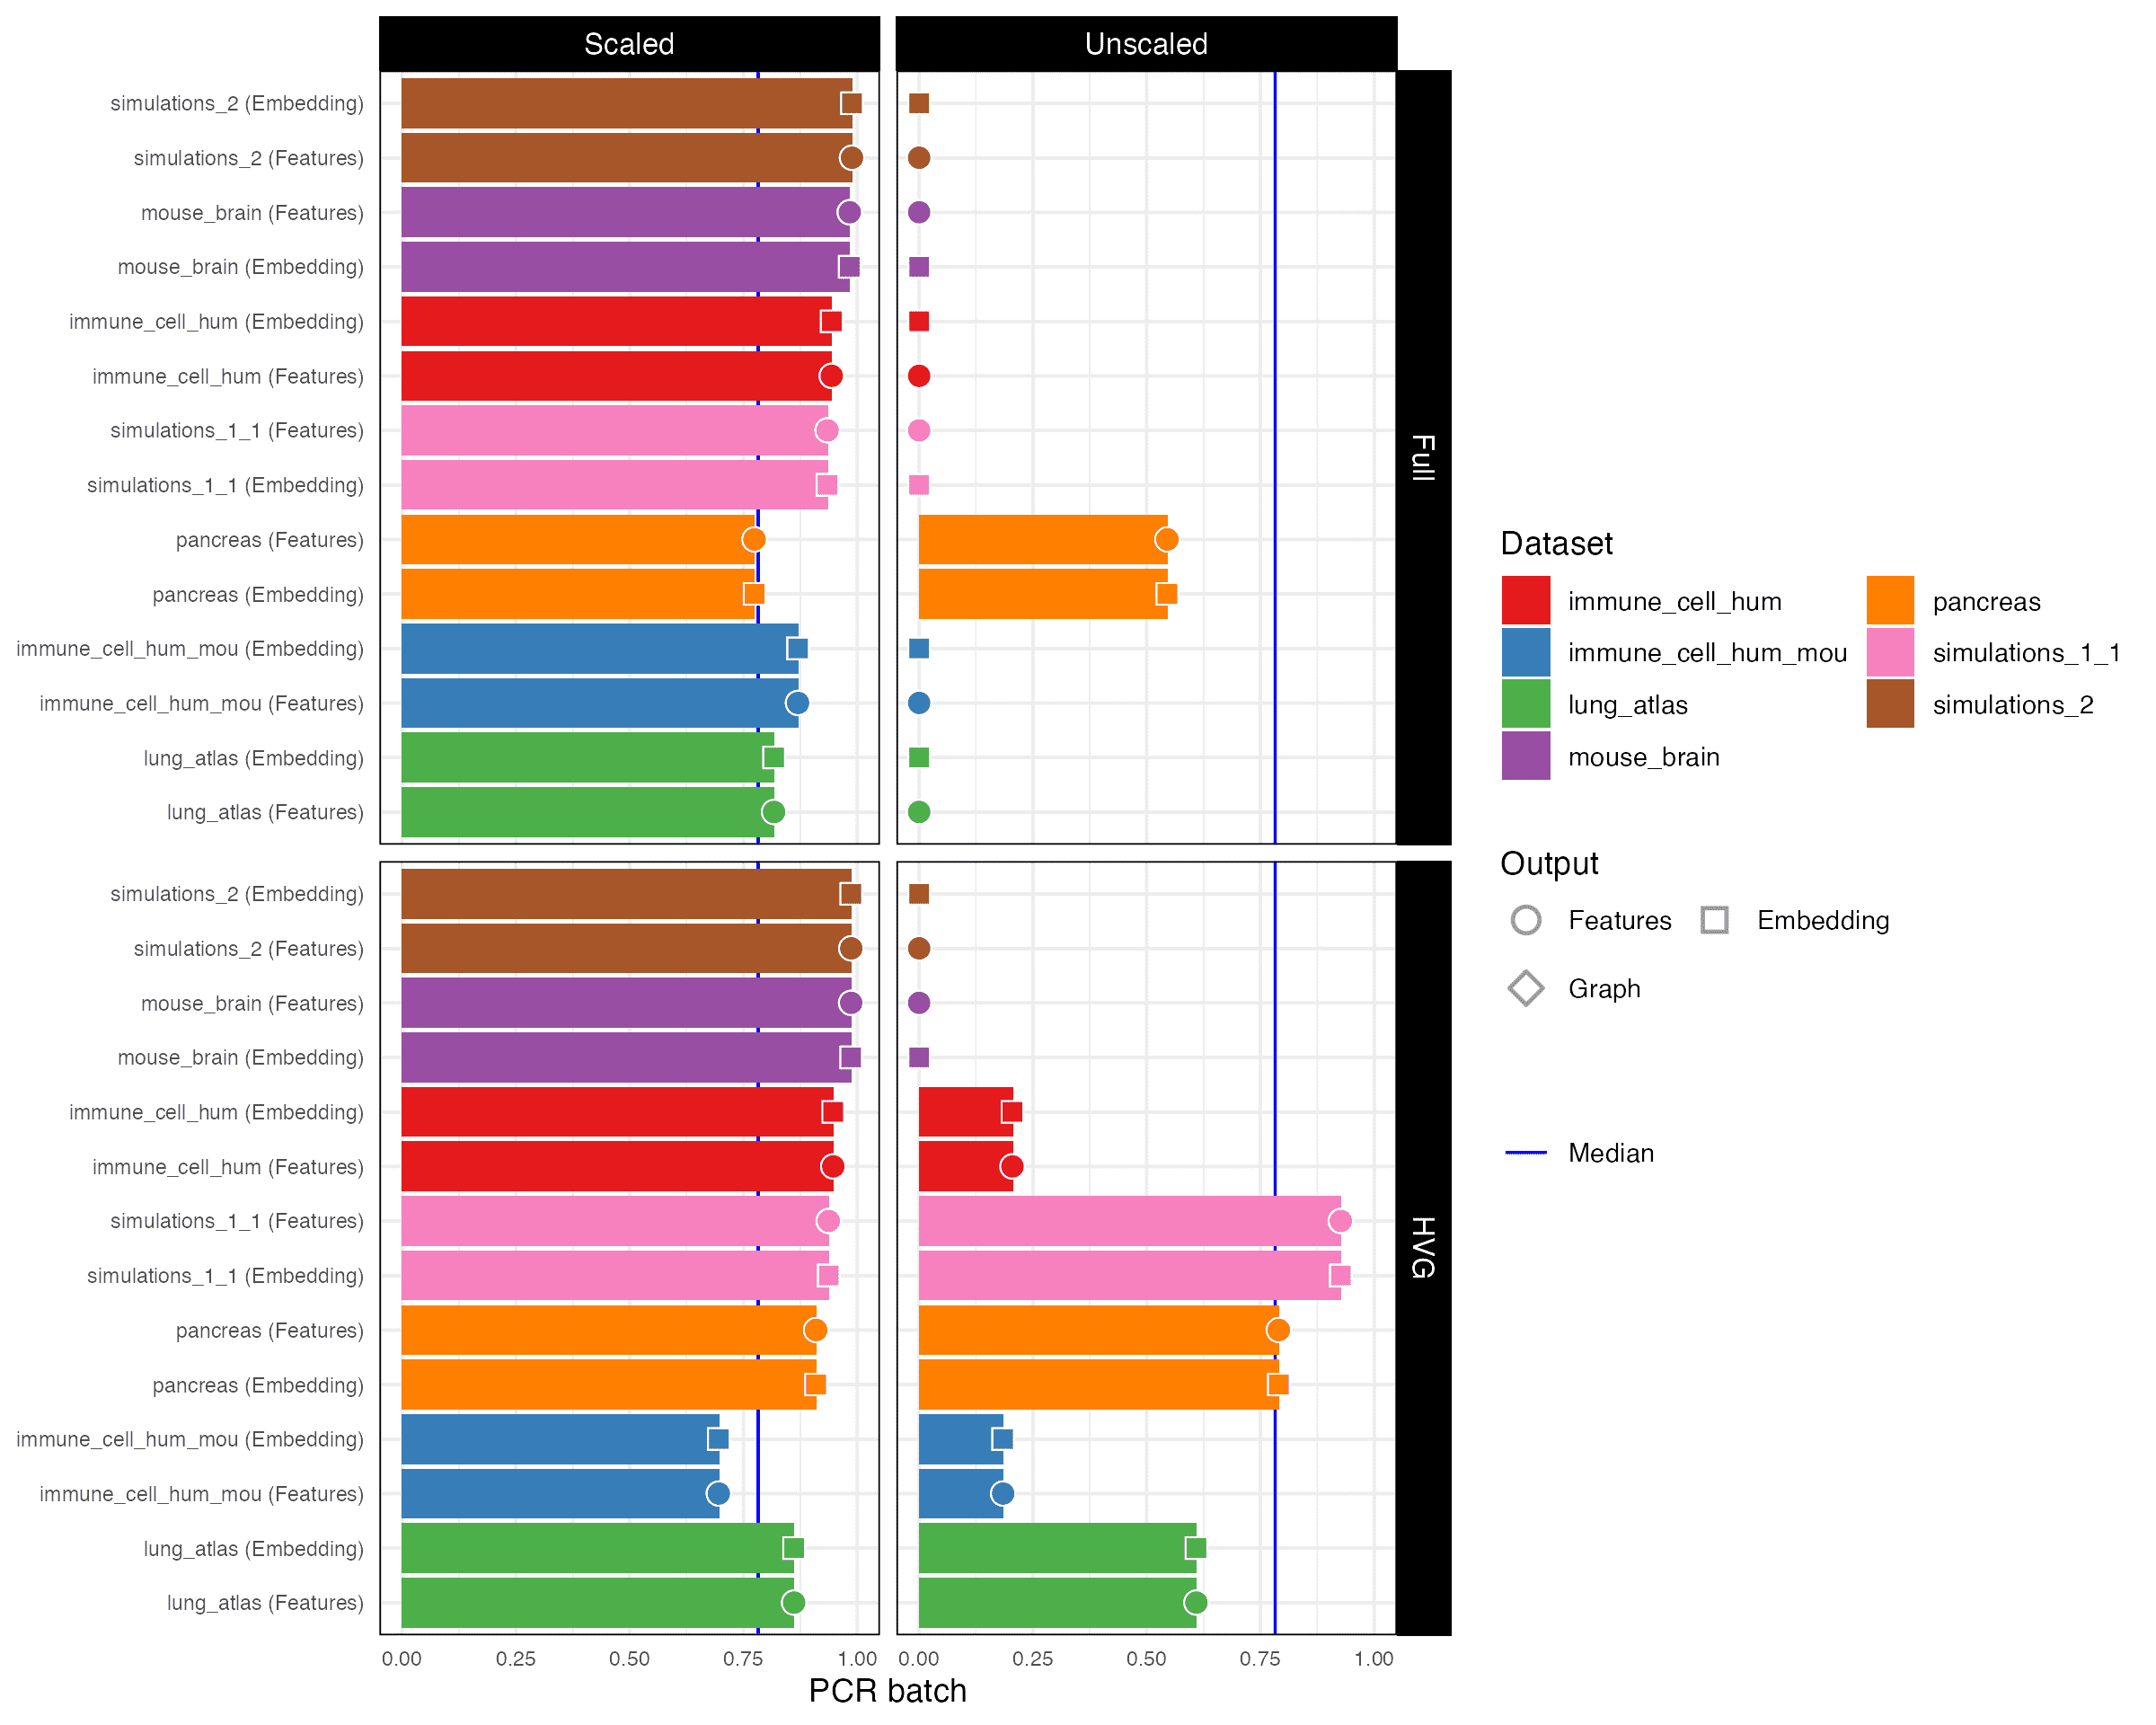 Scaled
Unscaled
simulations_2 (Embedding)
simulations_2 (Features)
mouse_brain (Features)
mouse_brain (Embedding)
immune_cell_hum (Embedding)
immune_cell_hum (Features)
simulations_1_1 (Features)
simulations_1_1 (Embedding)
pancreas (Features)
pancreas (Embedding)
immune_cell_hum_mou (Embedding)
immune_cell_hum_mou (Features)
lung_atlas (Embedding)
lung_atlas (Features)
Full
simulations_2 (Embedding)
simulations_2 (Features)
mouse_brain (Features)
mouse_brain (Embedding)
immune_cell_hum (Embedding)
immune_cell_hum (Features)
simulations_1_1 (Features)
simulations_1_1 (Embedding)
pancreas (Features)
pancreas (Embedding)
immune_cell_hum_mou (Embedding)
immune_cell_hum_mou (Features)
lung_atlas (Embedding)
lung_atlas (Features)
HVG
0.00 0.25 0.50 0.75 1.00
0.00 0.25 0.50 0.75 1.00
PCR batch
Dataset
immune_cell_hum
immune_cell_hum_mou
lung_atlas
mouse_brain
pancreas
simulations_1_1
simulations_2
Output
Features
Embedding
Graph
Median